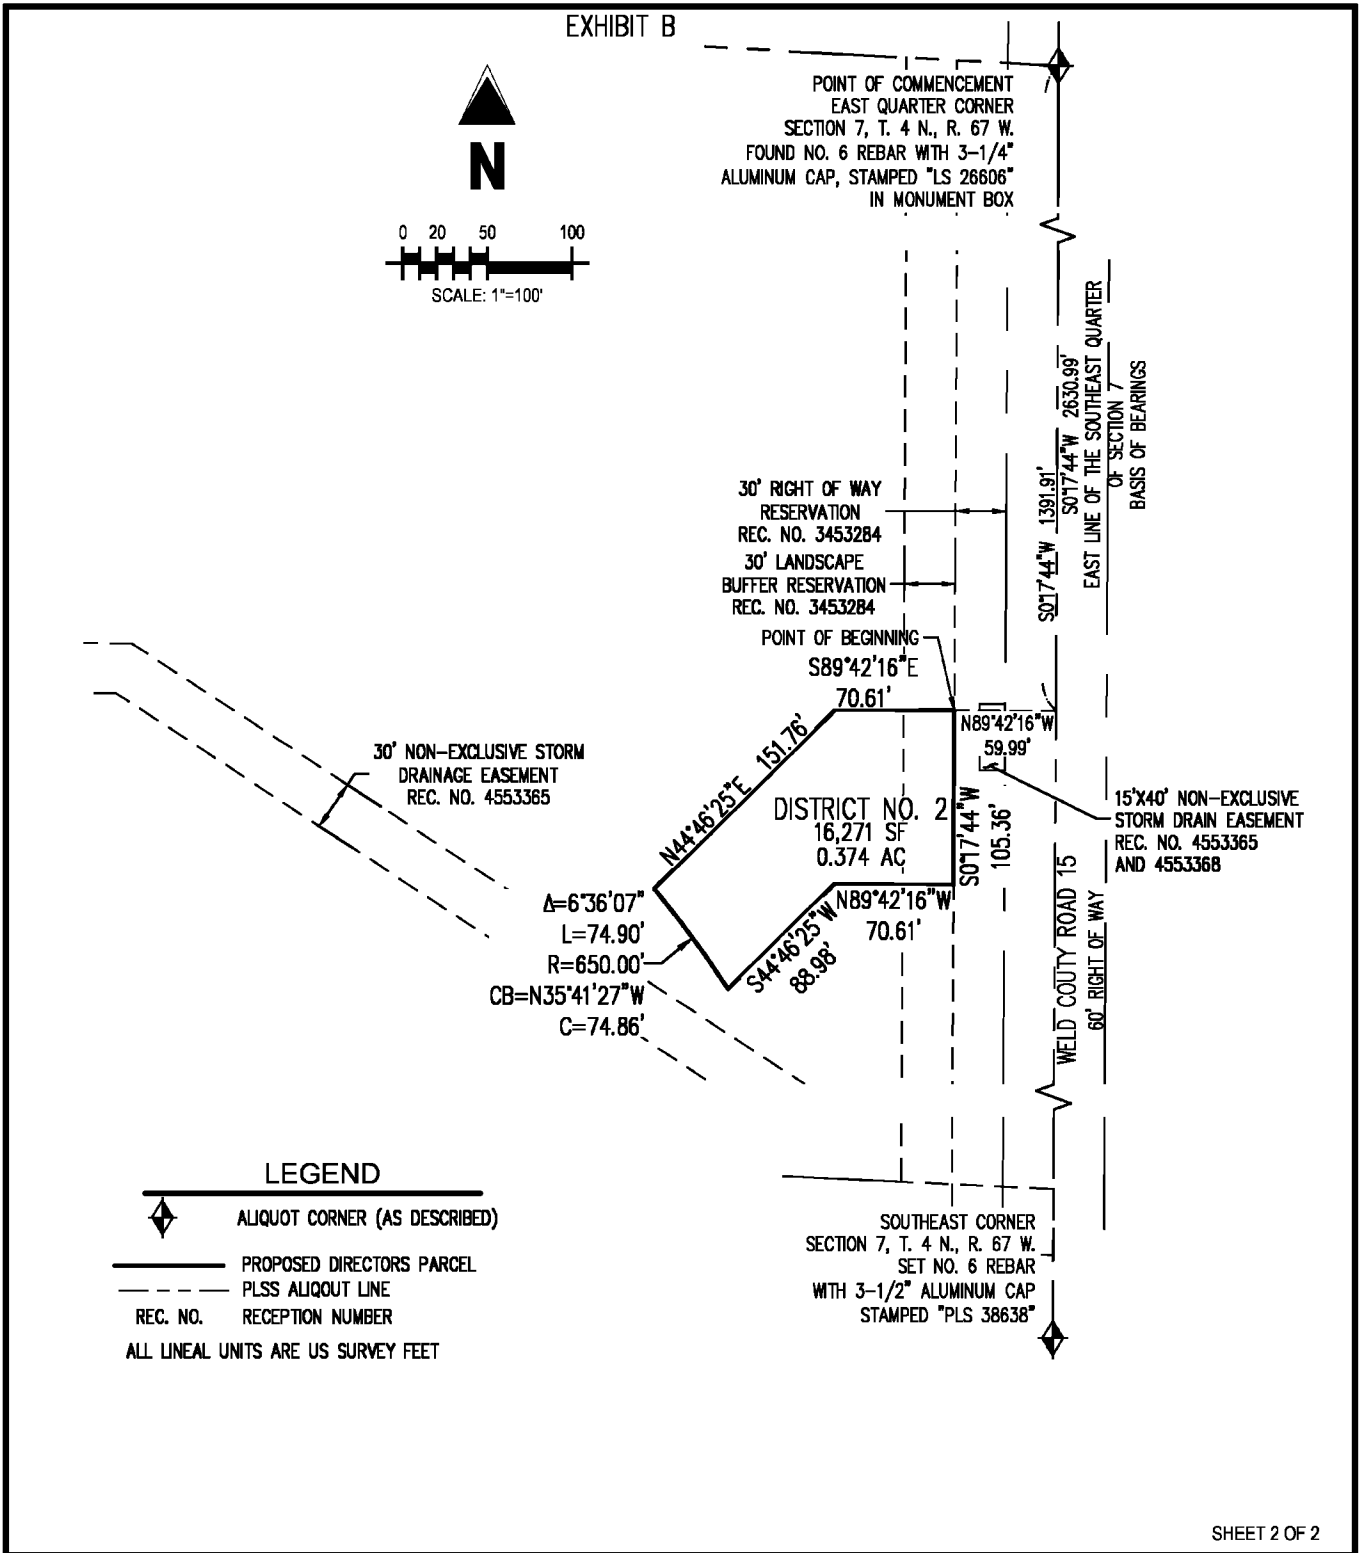 EXHIBIT B
POINT OF COMMENCEMENT
EAST QUARTER CORNER
SECTION 7, T. 4 N., R. 67 W.
FOUND NO. 6 REBAR WITH 3-1/4"
ALUMINUM CAP, STAMPED "LS 26606"
IN MONUMENT BOX
N
0 20 50 100
SCALE: 1"=100'
S0°17'44"W 1391.91'
S0°17'44"W 2630.99'
EAST LINE OF THE SOUTHEAST QUARTER
OF SECTION 7
BASIS OF BEARINGS
30' RIGHT OF WAY
RESERVATION
REC. NO. 3453284
30' LANDSCAPE
BUFFER RESERVATION
REC. NO. 3453284
POINT OF BEGINNING
S89°42'16"E
70.61'
N89°42'16"W
59.99'
30' NON-EXCLUSIVE STORM
DRAINAGE EASEMENT
REC. NO. 4553365
N44°46'25"E 151.76'
DISTRICT NO. 2
16,271 SF
0.374 AC
S0°17'44"W
105.36'
15'X40' NON-EXCLUSIVE
STORM DRAIN EASEMENT
REC. NO. 4553365
AND 4553368
Δ=6°36'07"
L=74.90'
R=650.00'
CB=N35°41'27"W
C=74.86'
S44°46'25"W
88.98'
N89°42'16"W
70.61'
WELD COUTY ROAD 15
60' RIGHT OF WAY
LEGEND
ALIQUOT CORNER (AS DESCRIBED)
PROPOSED DIRECTORS PARCEL
PLSS ALIQOUT LINE
REC. NO. RECEPTION NUMBER
ALL LINEAL UNITS ARE US SURVEY FEET
SOUTHEAST CORNER
SECTION 7, T. 4 N., R. 67 W.
SET NO. 6 REBAR
WITH 3-1/2" ALUMINUM CAP
STAMPED "PLS 38638"
SHEET 2 OF 2